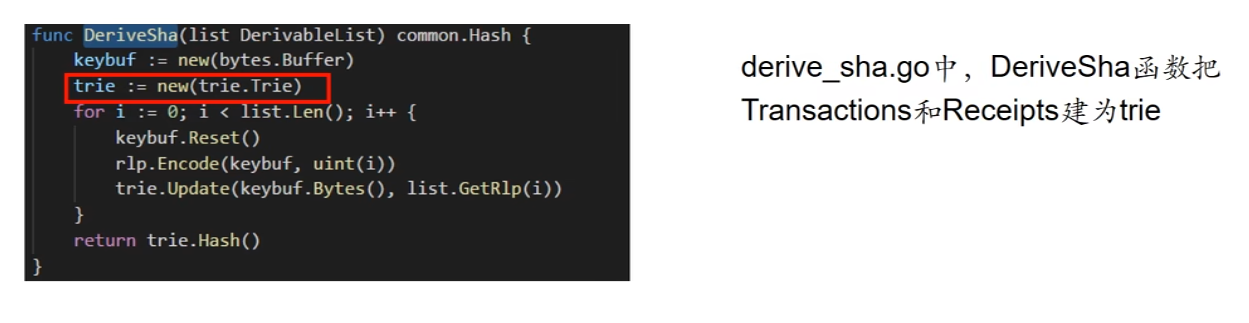 func DeriveSha(list DerivableList) common.Hash {
    keybuf := new(bytes.Buffer)
    trie := new(trie.Trie)
    for i := 0; i < list.Len(); i++ {
        keybuf.Reset()
        rlp.Encode(keybuf, uint(i))
        trie.Update(keybuf.Bytes(), list.GetRlp(i))
    }
    return trie.Hash()
}
derive_sha.go中，DeriveSha函数把
Transactions和Receipts建为trie